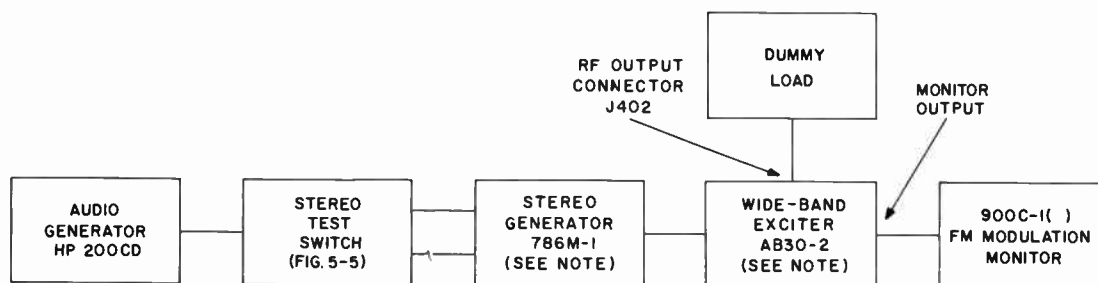 DUMMY
LOAD
RF OUTPUT
CONNECTOR
J402
MONITOR
OUTPUT
AUDIO
GENERATOR
HP 200CD
STEREO
TEST
SWITCH
(FIG. 5-5)
STEREO
GENERATOR
786M-1
(SEE NOTE)
WIDE-BAND
EXCITER
AB30-2
(SEE NOTE)
900C-1( )
FM MODULATION
MONITOR